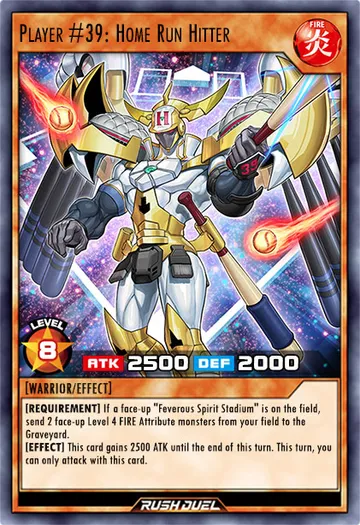 PLAYER #39: HOME RUN HITTER
FIRE
炎
H
39
LEVEL
8
ATK 2500 DEF 2000
[WARRIOR/EFFECT]
[REQUIREMENT] If a face-up "Feverous Spirit Stadium" is on the field,
send 2 face-up Level 4 FIRE Attribute monsters from your field to the
Graveyard.
[EFFECT] This card gains 2500 ATK until the end of this turn. This turn, you
can only attack with this card.
RUSH DUEL